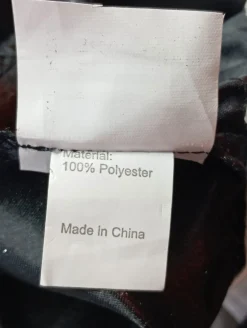 Material:
100% Polyester
Made in China